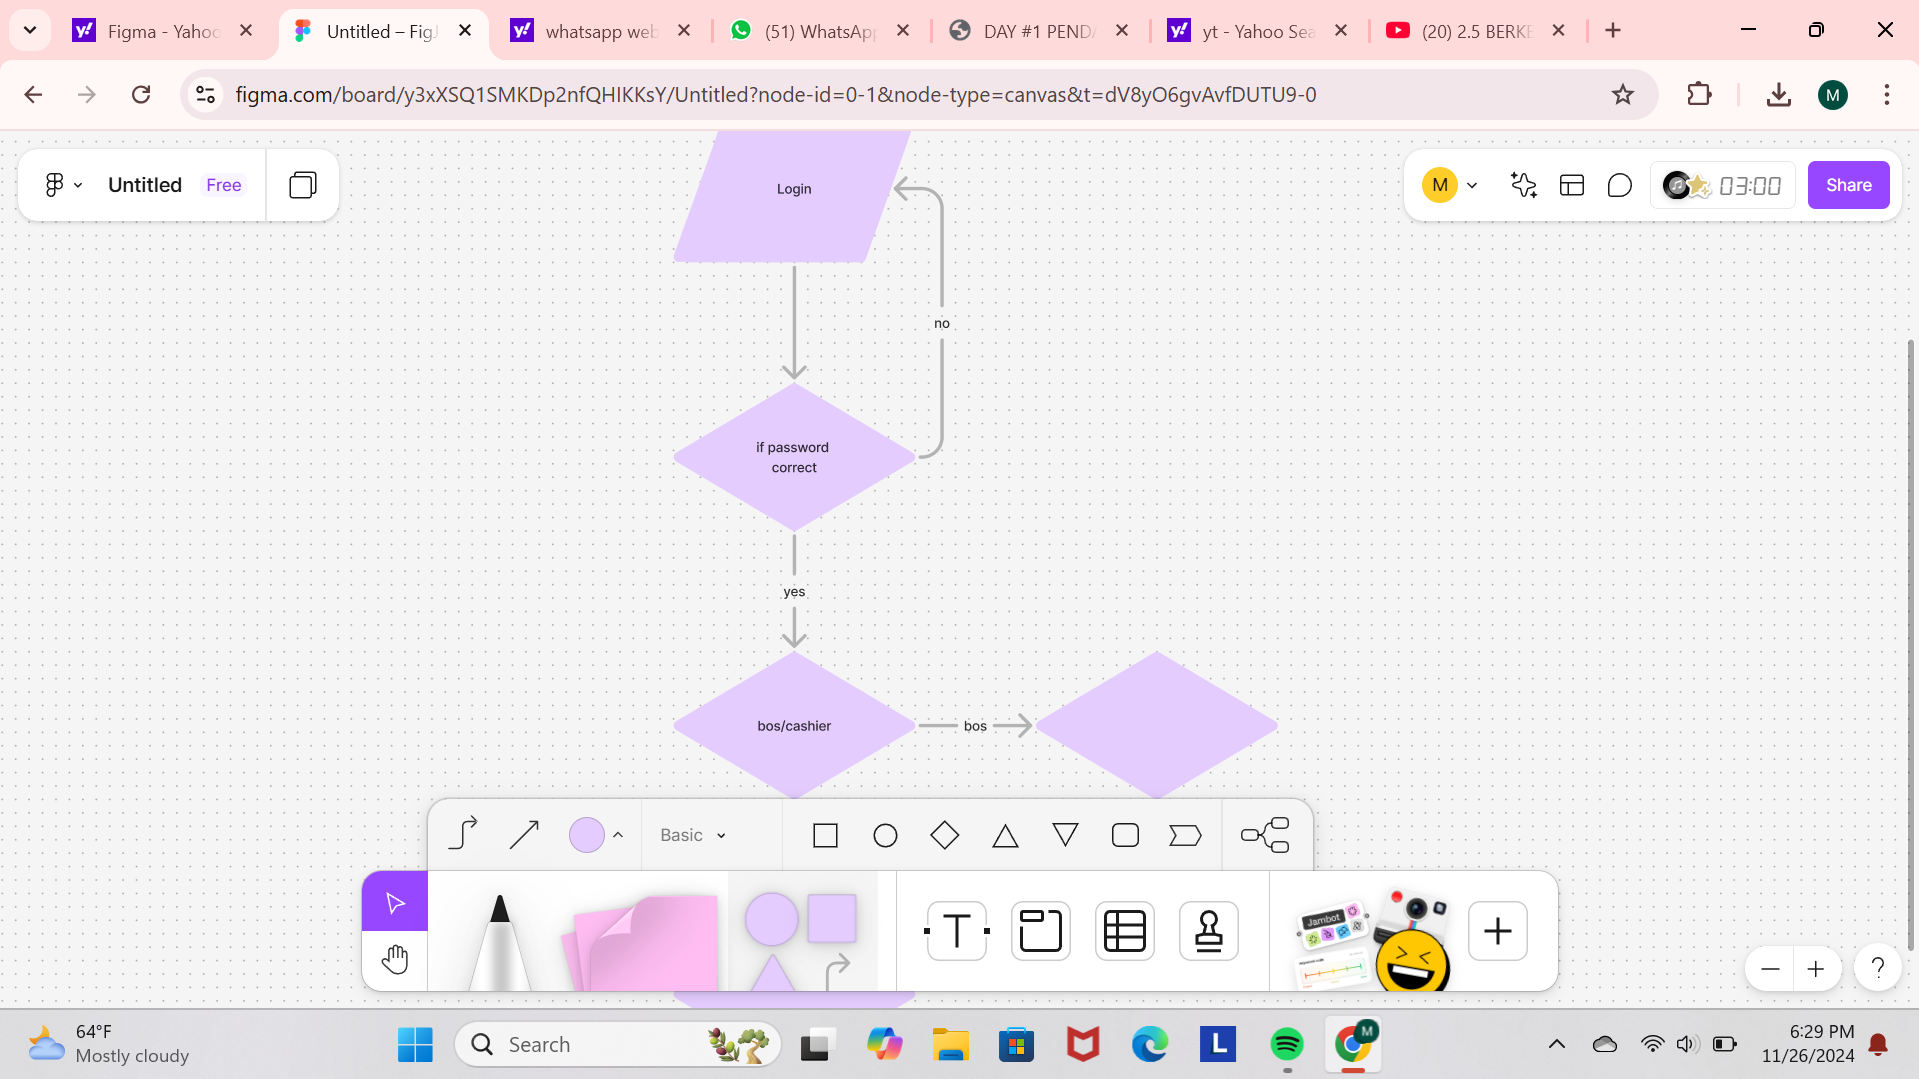 Figma - Yahoo
Untitled – FigJ
whatsapp web
(51) WhatsApp
DAY #1 PENDA
yt - Yahoo Sea
(20) 2.5 BERKE
figma.com/board/y3xXSQ1SMKDp2nfQHIKKsY/Untitled?node-id=0-1&node-type=canvas&t=dV8yO6gvAvfDUTU9-0
M
Untitled Free
M
03:00
Share
Login
no
if password
correct
yes
bos/cashier
bos
Basic
T
Jambot
?
64°F
Mostly cloudy
Search
L
M
6:29 PM
11/26/2024